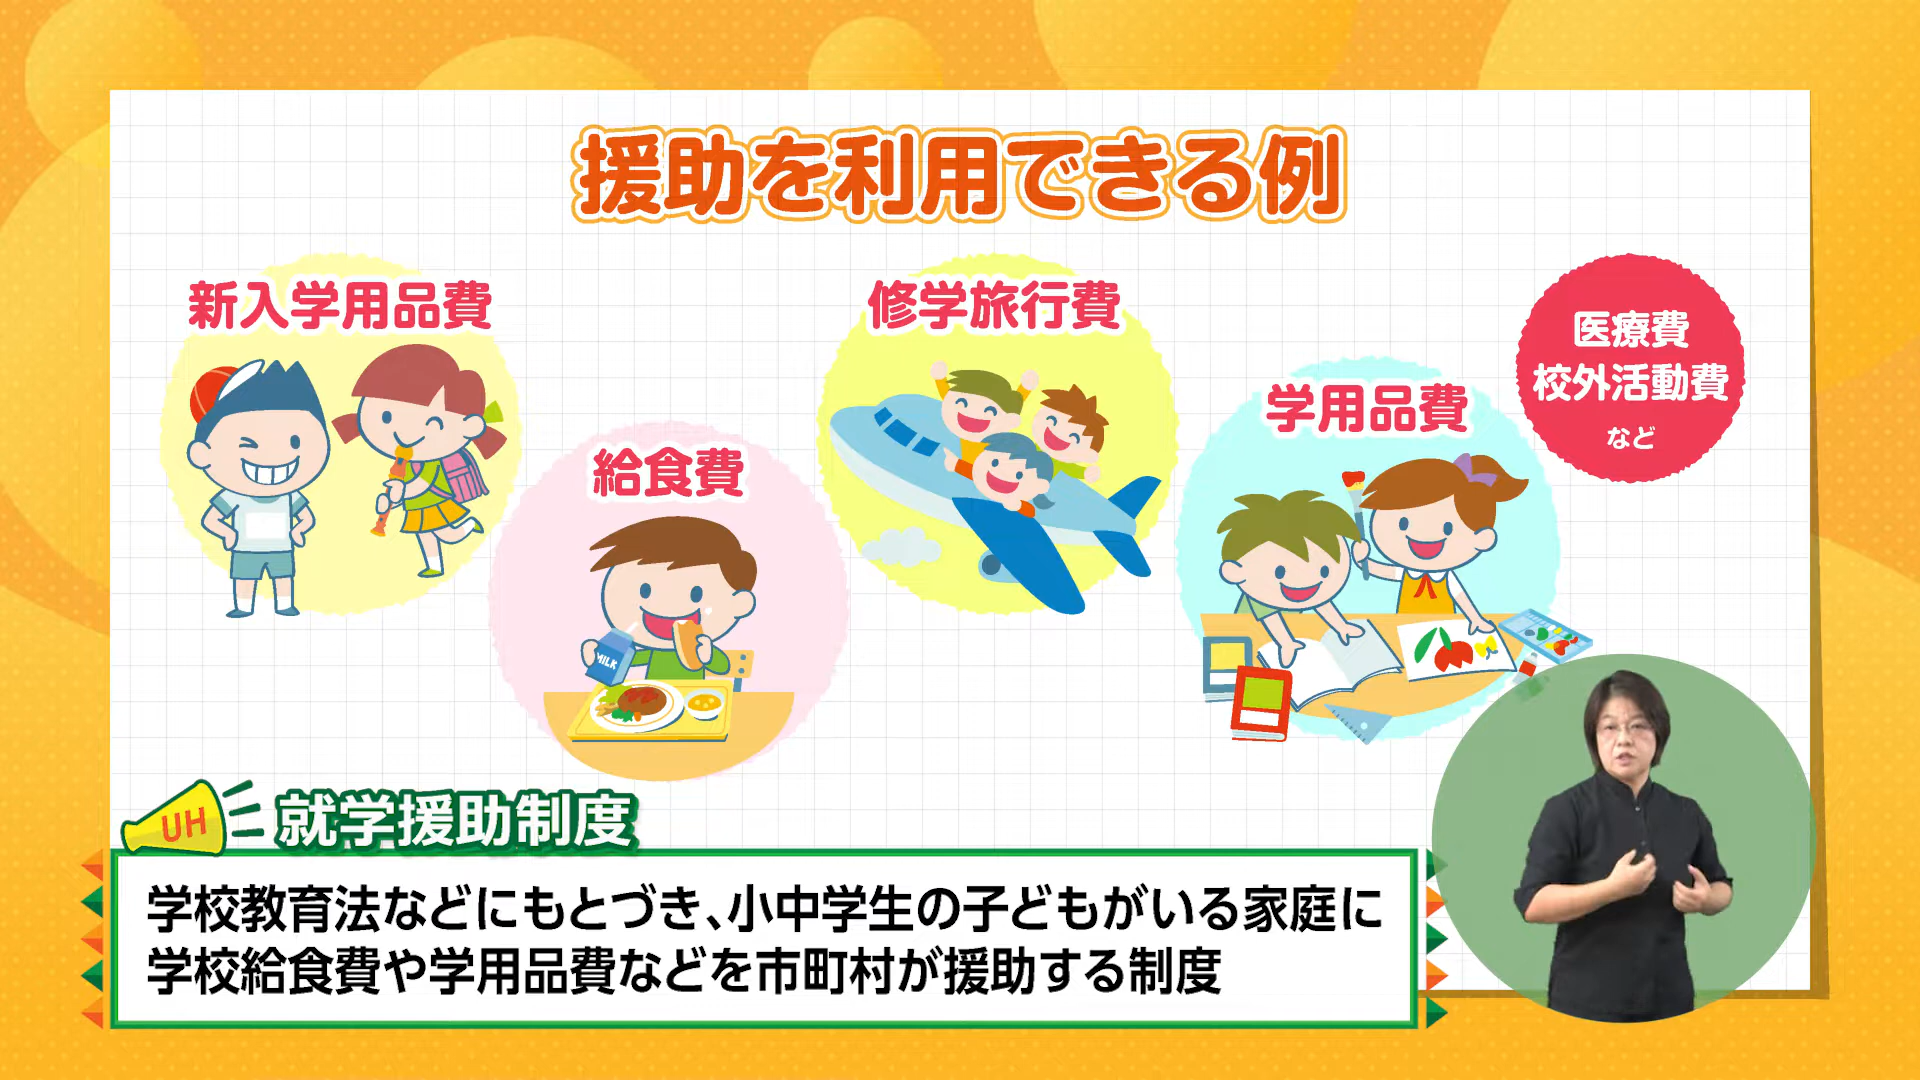 援助を利用できる例
新入学用品費
給食費
修学旅行費
学用品費
医療費
校外活動費
など
MILK
UH
就学援助制度
学校教育法などにもとづき、小中学生の子どもがいる家庭に
学校給食費や学用品費などを市町村が援助する制度